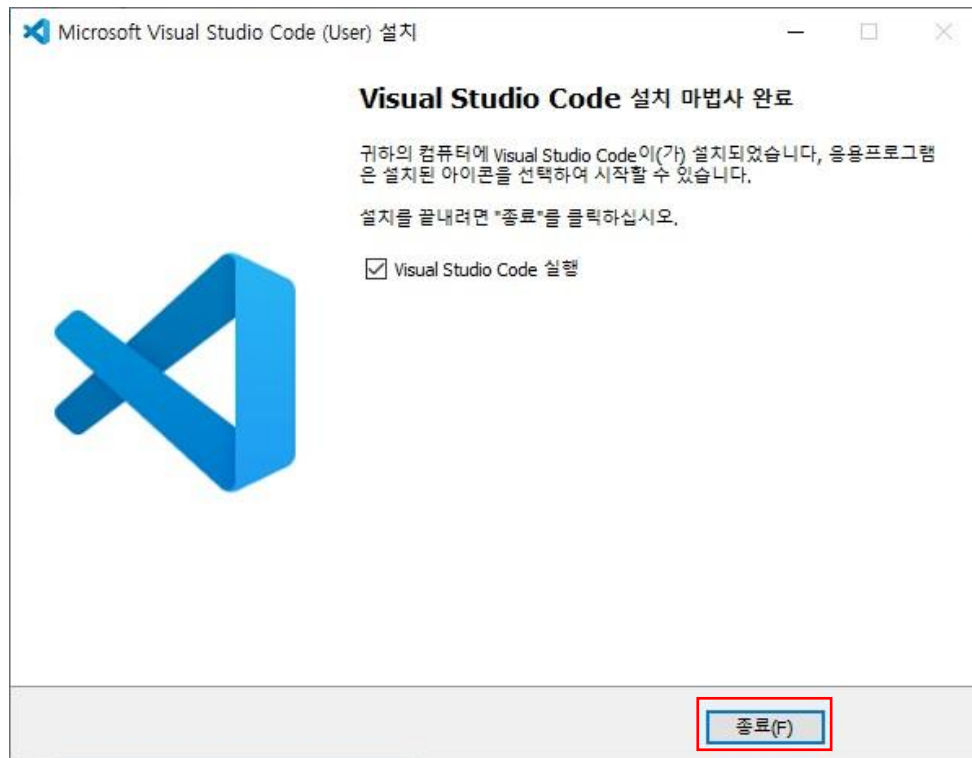 Microsoft Visual Studio Code (User) 설치
Visual Studio Code 설치 마법사 완료
귀하의 컴퓨터에 Visual Studio Code이(가) 설치되었습니다, 응용프로그램
은 설치된 아이콘을 선택하여 시작할 수 있습니다.
설치를 끝내려면 "종료"를 클릭하십시오.
Visual Studio Code 실행
종료(F)